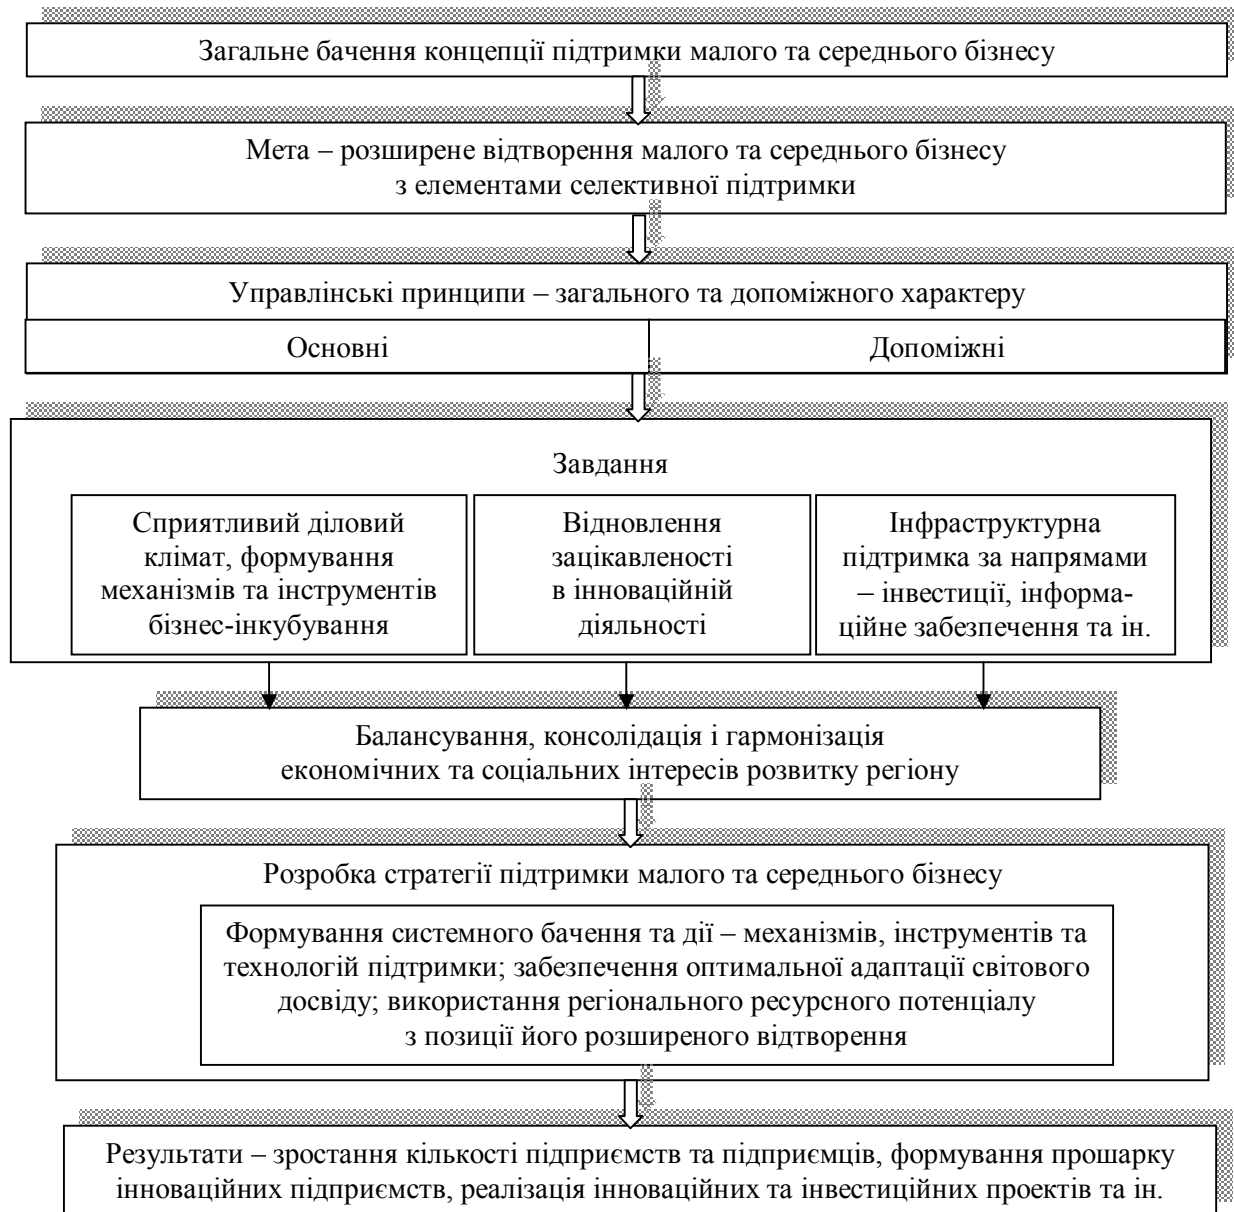 Загальне бачення концепції підтримки малого та середнього бізнесу
Мета – розширене відтворення малого та середнього бізнесу
з елементами селективної підтримки
Управлінські принципи – загального та допоміжного характеру
Основні
Допоміжні
Завдання
Сприятливий діловий
клімат, формування
механізмів та інструментів
бізнес-інкубування
Відновлення
зацікавленості
в інноваційній
діяльності
Інфраструктурна
підтримка за напрямами
– інвестиції, інформа-
ційне забезпечення та ін.
Балансування, консолідація і гармонізація
економічних та соціальних інтересів розвитку регіону
Розробка стратегії підтримки малого та середнього бізнесу
Формування системного бачення та дії – механізмів, інструментів та
технологій підтримки; забезпечення оптимальної адаптації світового
досвіду; використання регіонального ресурсного потенціалу
з позиції його розширеного відтворення
Результати – зростання кількості підприємств та підприємців, формування прошарку
інноваційних підприємств, реалізація інноваційних та інвестиційних проектів та ін.